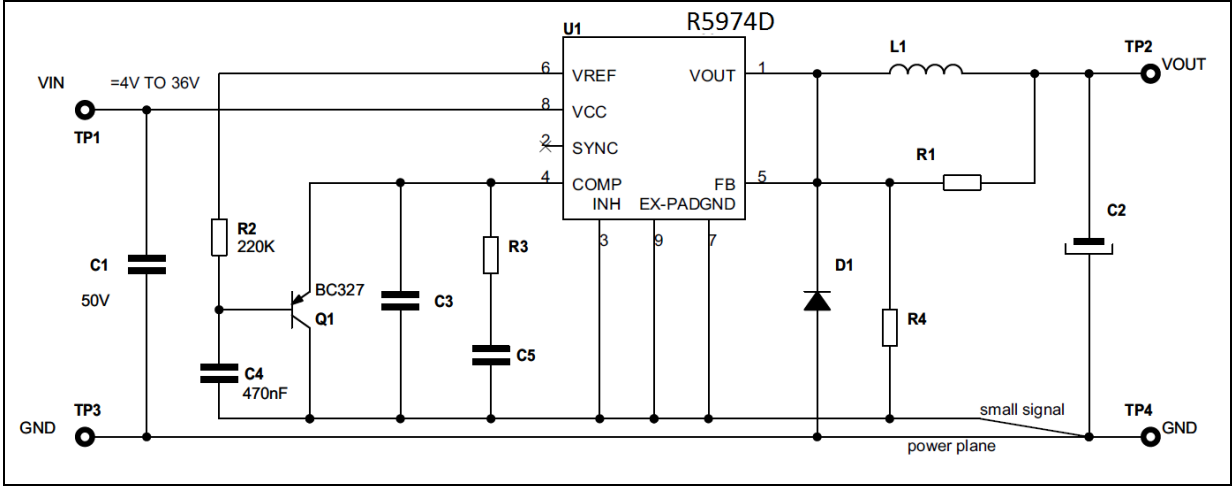 R5974D
U1
L1
TP2
VOUT
VIN
=4V TO 36V
TP1
6
VREF
VOUT
1
8
VCC
2
SYNC
4
COMP
FB
5
INH
EX-PADGND
3
9
7
R1
C2
R2
220K
R3
C1
50V
BC327
Q1
C3
D1
R4
C5
C4
470nF
TP3
GND
small signal
power plane
TP4
GND